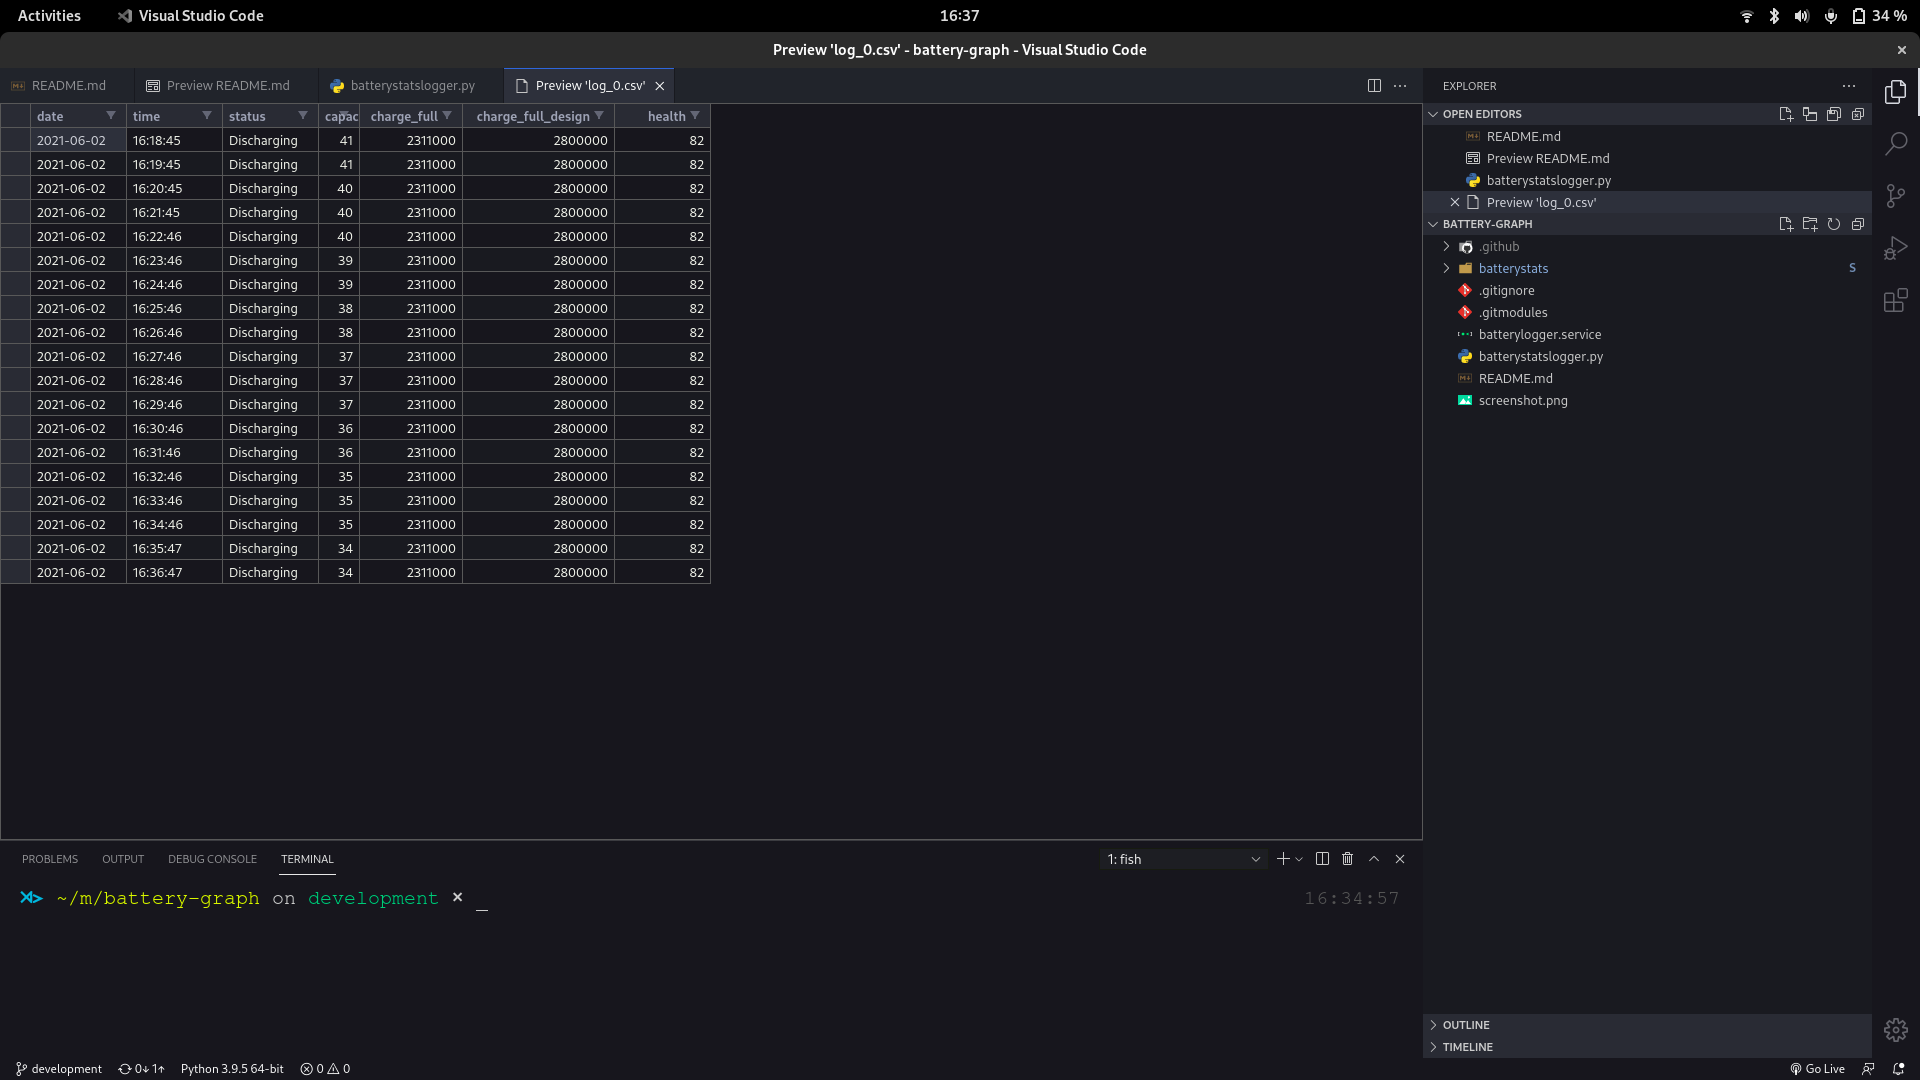 Activities Visual Studio Code 16:37 34 %
Preview 'log_0.csv' - battery-graph - Visual Studio Code
README.md Preview README.md batterystatslogger.py Preview 'log_0.csv'
date time status capac charge_full charge_full_design health
2021-06-02 16:18:45 Discharging 41 2311000 2800000 82
2021-06-02 16:19:45 Discharging 41 2311000 2800000 82
2021-06-02 16:20:45 Discharging 40 2311000 2800000 82
2021-06-02 16:21:45 Discharging 40 2311000 2800000 82
2021-06-02 16:22:46 Discharging 40 2311000 2800000 82
2021-06-02 16:23:46 Discharging 39 2311000 2800000 82
2021-06-02 16:24:46 Discharging 39 2311000 2800000 82
2021-06-02 16:25:46 Discharging 38 2311000 2800000 82
2021-06-02 16:26:46 Discharging 38 2311000 2800000 82
2021-06-02 16:27:46 Discharging 37 2311000 2800000 82
2021-06-02 16:28:46 Discharging 37 2311000 2800000 82
2021-06-02 16:29:46 Discharging 37 2311000 2800000 82
2021-06-02 16:30:46 Discharging 36 2311000 2800000 82
2021-06-02 16:31:46 Discharging 36 2311000 2800000 82
2021-06-02 16:32:46 Discharging 35 2311000 2800000 82
2021-06-02 16:33:46 Discharging 35 2311000 2800000 82
2021-06-02 16:34:46 Discharging 35 2311000 2800000 82
2021-06-02 16:35:47 Discharging 34 2311000 2800000 82
2021-06-02 16:36:47 Discharging 34 2311000 2800000 82
PROBLEMS OUTPUT DEBUG CONSOLE TERMINAL 1: fish
⋊> ~/m/battery-graph on development ⨯ _ 16:34:57
EXPLORER
OPEN EDITORS
README.md
Preview README.md
batterystatslogger.py
Preview 'log_0.csv'
BATTERY-GRAPH
.github
batterystats S
.gitignore
.gitmodules
batterylogger.service
batterystatslogger.py
README.md
screenshot.png
OUTLINE
TIMELINE
development 0↓ 1↑ Python 3.9.5 64-bit 0 0 Go Live